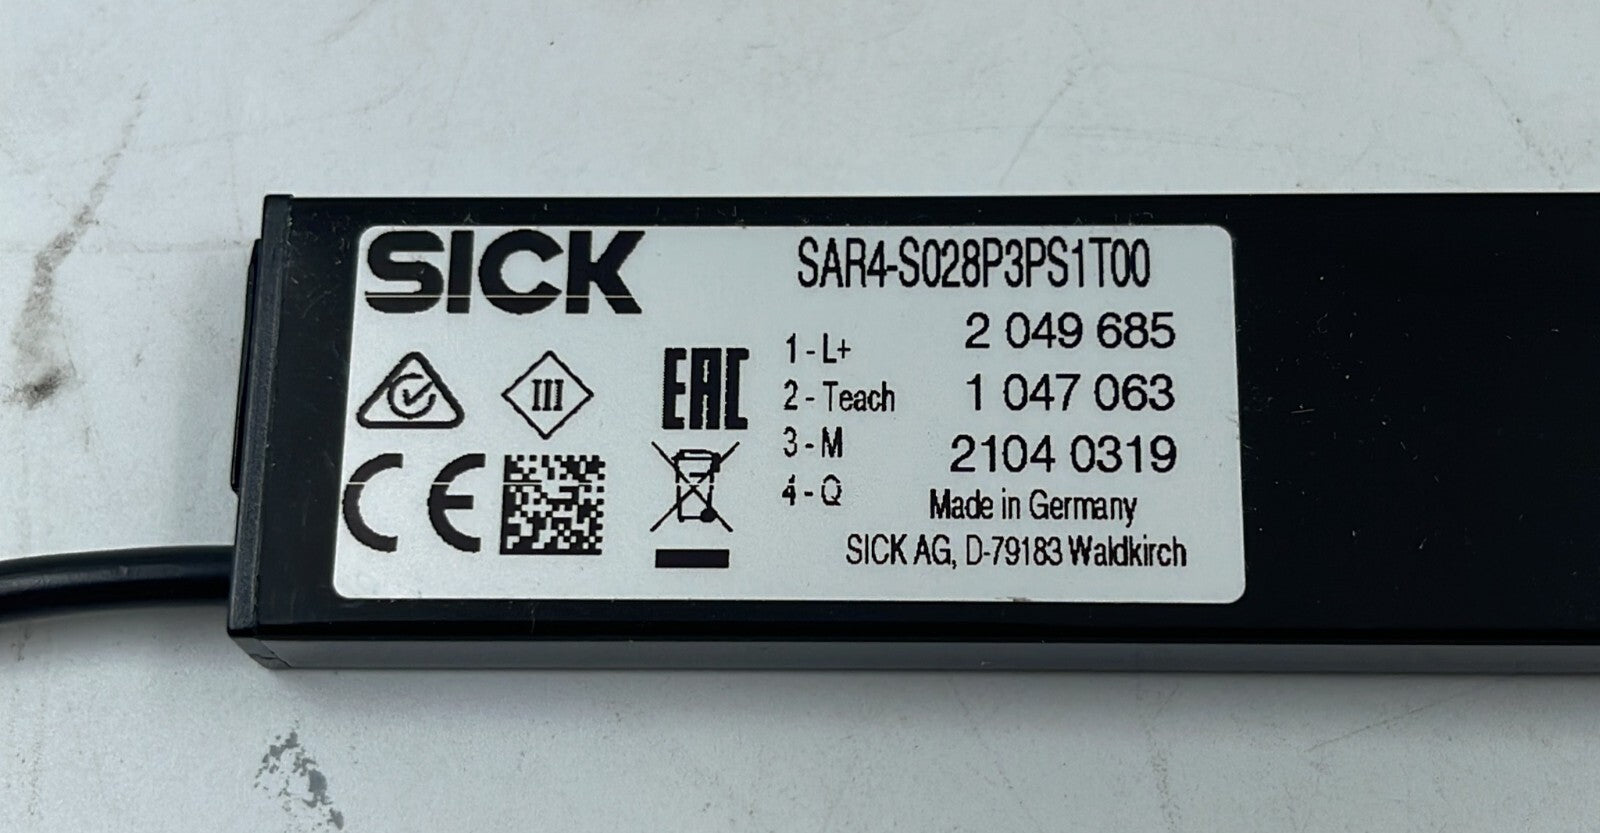 SICK
SAR4-S028P3PS1T00
2 049 685
1 047 063
2104 0319
1 - L+
2 - Teach
3 - M
4 - Q
III
EAC
CE
Made in Germany
SICK AG, D-79183 Waldkirch